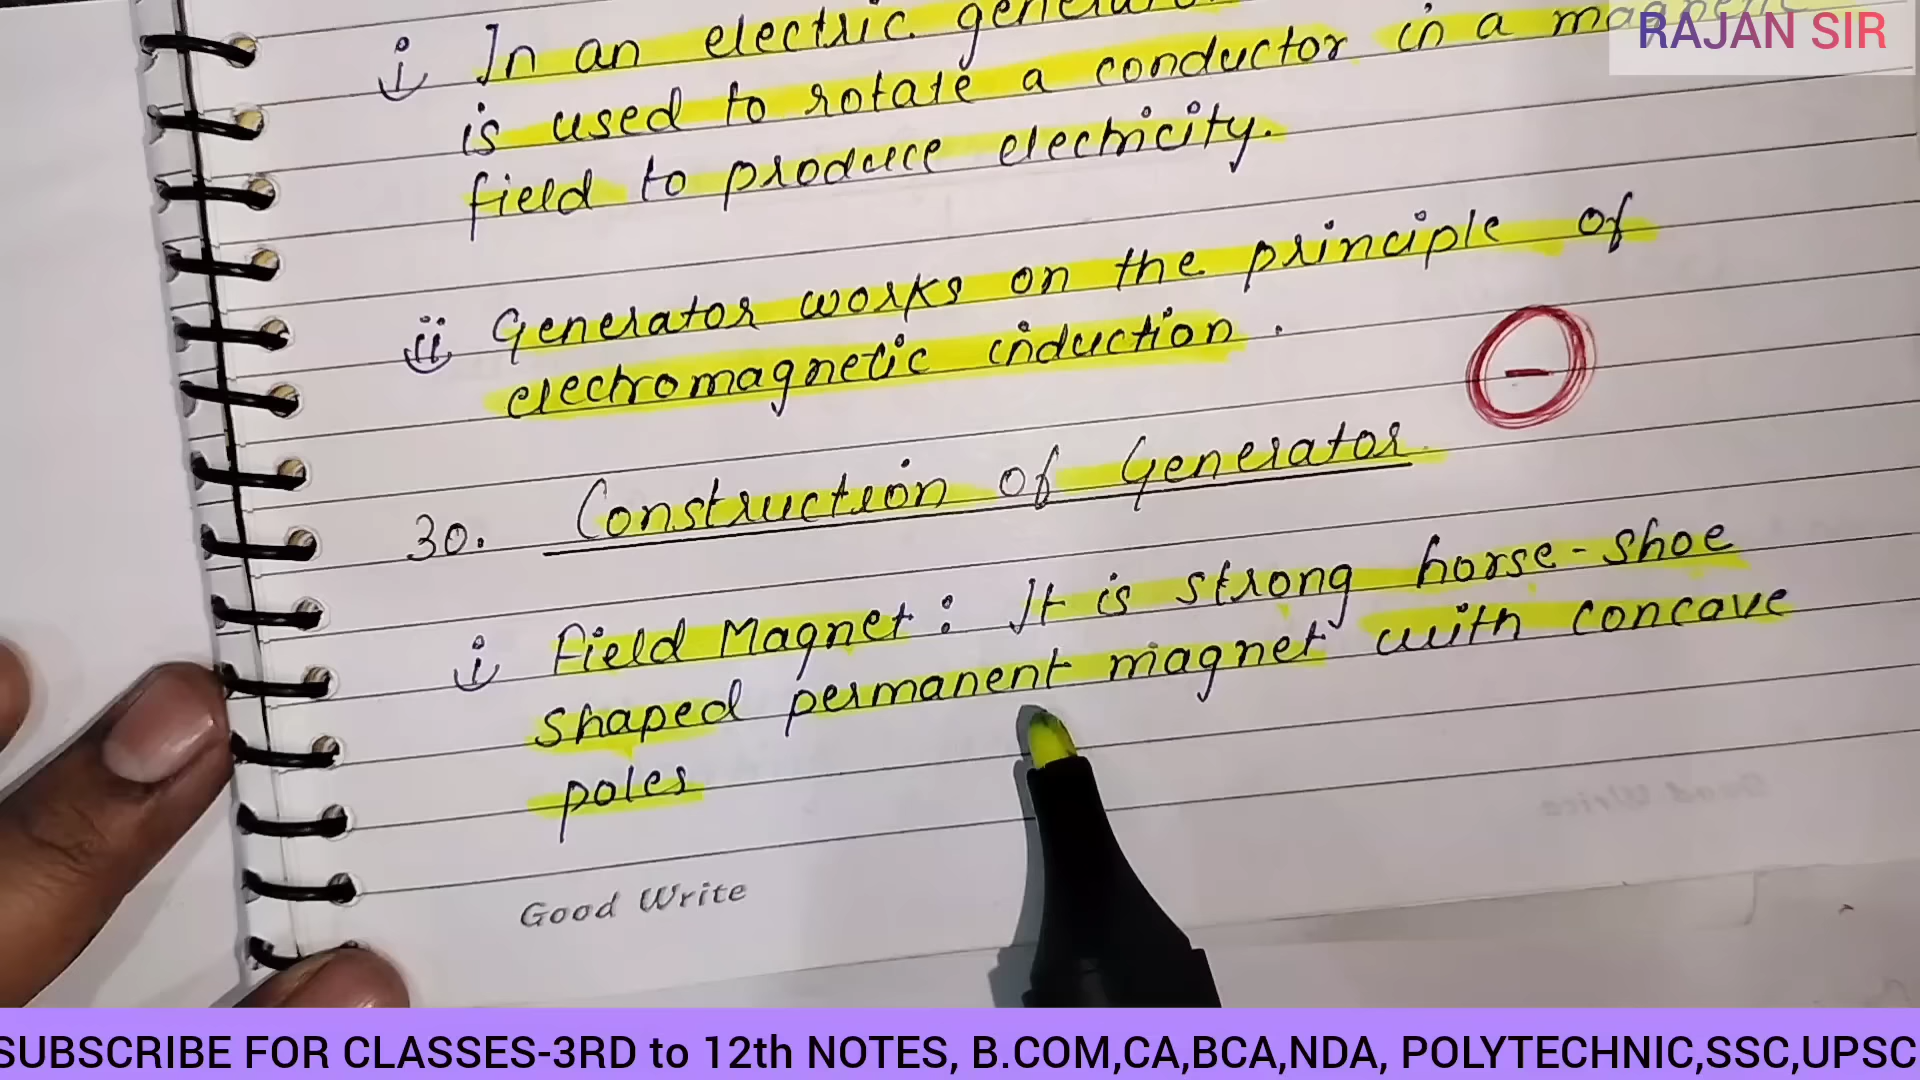 RAJAN SIR
i In an electric
is used to rotate a conductor in a
field to produce electricity.
ii Generator works on the principle of
electromagnetic induction.
30. Construction of Generator
i Field Magnet: It is strong horse-shoe
shaped permanent magnet with concave
poles
Good Write
SUBSCRIBE FOR CLASSES-3RD to 12th NOTES, B.COM,CA,BCA,NDA, POLYTECHNIC,SSC,UPSC